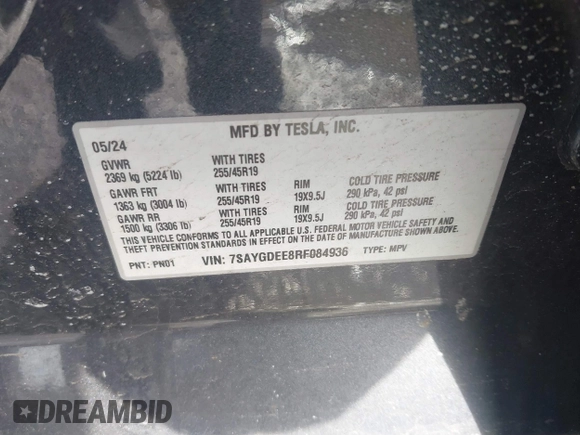 MFD BY TESLA, INC.
05/24
GVWR WITH TIRES
2369 kg (5224 lb) 255/45R19
GAWR FRT WITH TIRES RIM COLD TIRE PRESSURE
1363 kg (3004 lb) 255/45R19 19X9.5J 290 kPa, 42 psi
GAWR RR WITH TIRES RIM COLD TIRE PRESSURE
1500 kg (3306 lb) 255/45R19 19X9.5J 290 kPa, 42 psi
THIS VEHICLE CONFORMS TO ALL APPLICABLE U.S. FEDERAL MOTOR VEHICLE SAFETY AND
THEFT PREVENTION STANDARDS IN EFFECT ON THE DATE OF MANUFACTURE SHOWN ABOVE.
PNT: PN01 VIN: 7SAYGDEE8RF084936 TYPE: MPV
DREAMBID